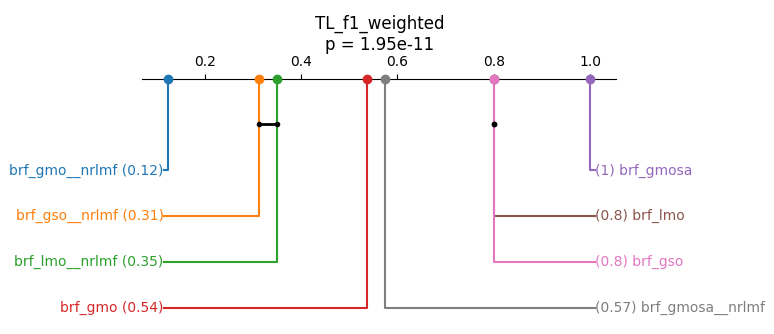 TL_f1_weighted
p = 1.95e-11
0.2 0.4 0.6 0.8 1.0
brf_gmo__nrlmf (0.12) (1) brf_gmosa
brf_gso__nrlmf (0.31) (0.8) brf_lmo
brf_lmo__nrlmf (0.35) (0.8) brf_gso
brf_gmo (0.54) (0.57) brf_gmosa__nrlmf